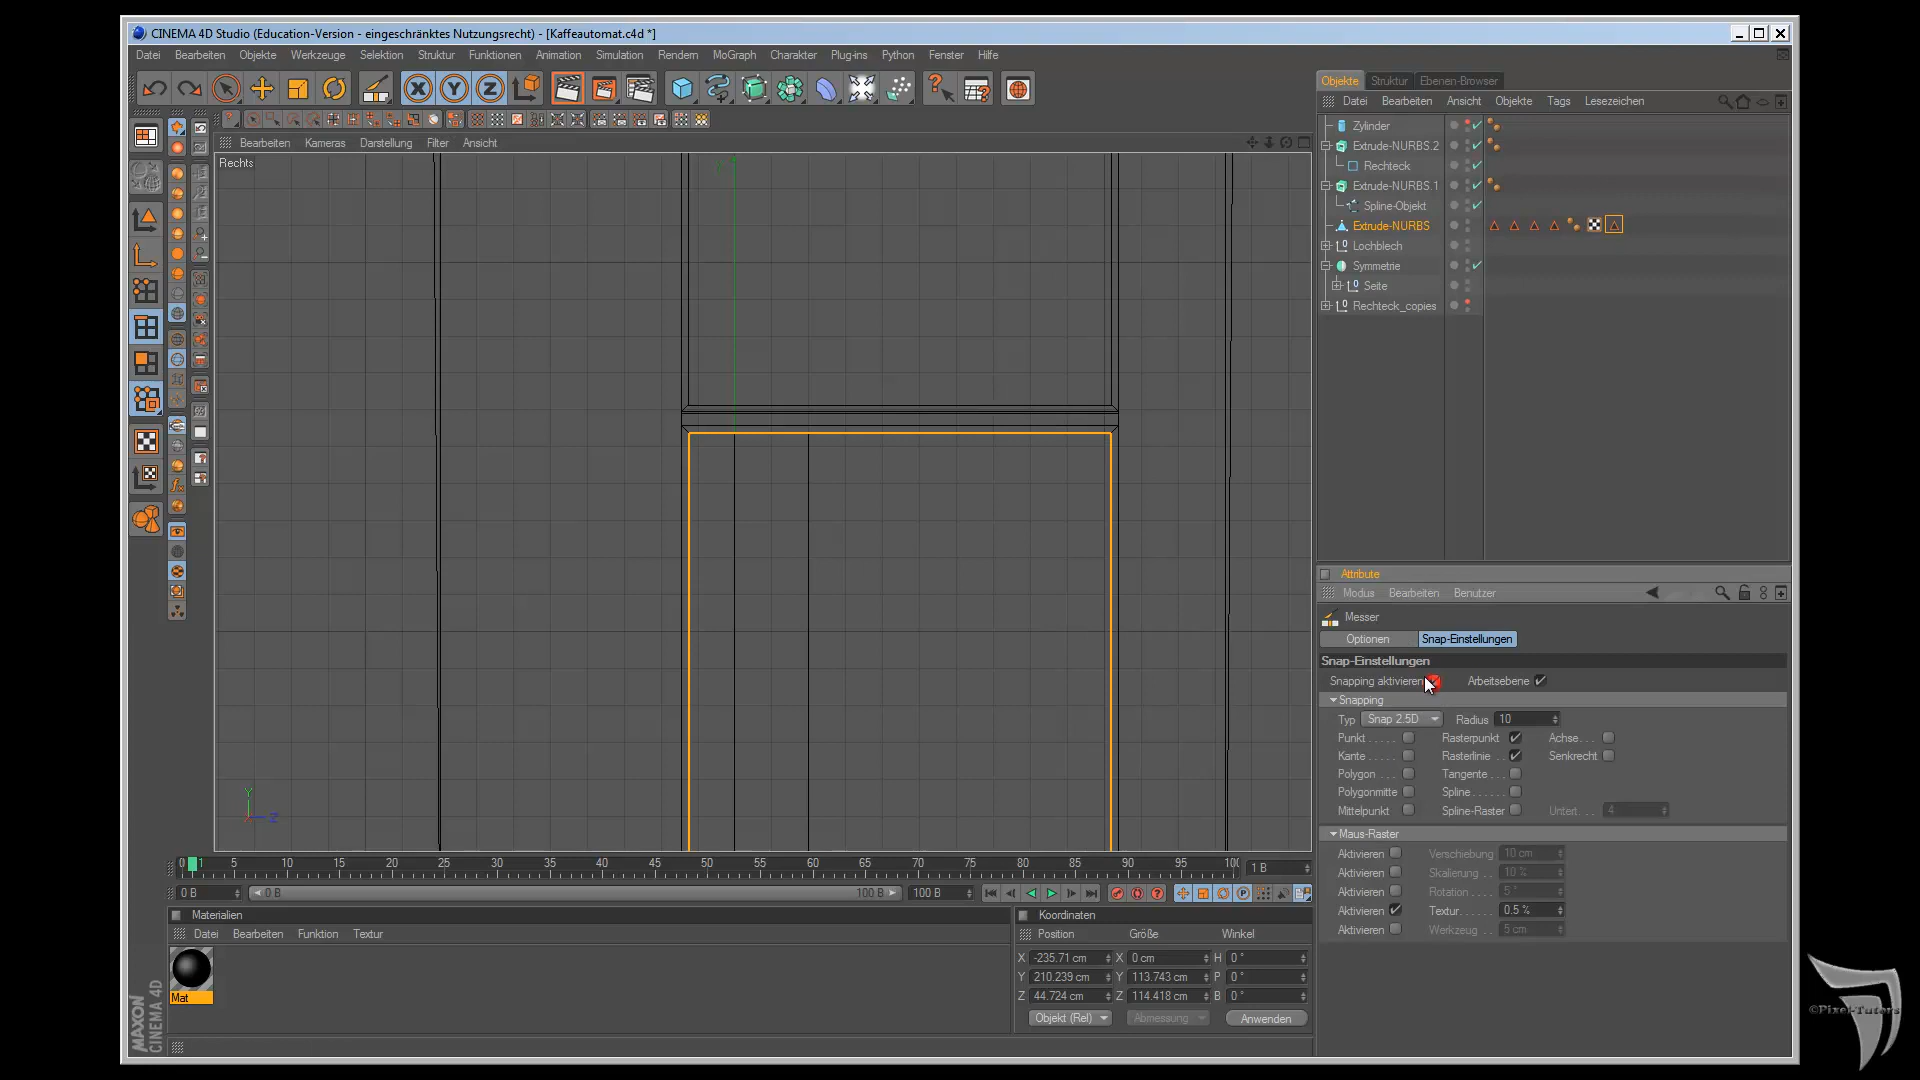 CINEMA 4D Studio (Education-Version - eingeschränktes Nutzungsrecht) - [Kaffeautomat.c4d *]
Datei Bearbeiten Objekte Werkzeuge Selektion Struktur Funktionen Animation Simulation Rendern MoGraph Charakter Plug-ins Python Fenster Hilfe
Objekte Struktur Ebenen-Browser
Datei Bearbeiten Ansicht Objekte Tags Lesezeichen
Zylinder
Extrude-NURBS.2
Rechteck
Extrude-NURBS.1
Spline-Objekt
Extrude-NURBS
Lochblech
Symmetrie
Seite
Rechteck_copies
Bearbeiten Kameras Darstellung Filter Ansicht
Rechts
Y
Z
Attribute
Modus Bearbeiten Benutzer
Messer
Optionen Snap-Einstellungen
Snap-Einstellungen
Snapping aktivieren Arbeitsebene
Snapping
Typ Snap 2.5D Radius 10
Punkt Rasterpunkt Achse
Kante Rasterlinie Senkrecht
Polygon Tangente
Polygonmitte Spline
Mittelpunkt Spline-Raster Untert. 4
Maus-Raster
Aktivieren Verschiebung 10 cm
Aktivieren Skalierung 10 %
Aktivieren Rotation 5 °
Aktivieren Textur 0.5 %
Aktivieren Werkzeug 5 cm
0 1 5 10 15 20 25 30 35 40 45 50 55 60 65 70 75 80 85 90 95 100 1 B
0 B 0 B 100 B 100 B
Materialien
Datei Bearbeiten Funktion Textur
Mat
Koordinaten
Position Größe Winkel
X -235.71 cm X 0 cm H 0 °
Y 210.239 cm Y 113.743 cm P 0 °
Z 44.724 cm Z 114.418 cm B 0 °
Objekt (Rel) Abmessung Anwenden
MAXON
CINEMA 4D
©Pixel-Tutors